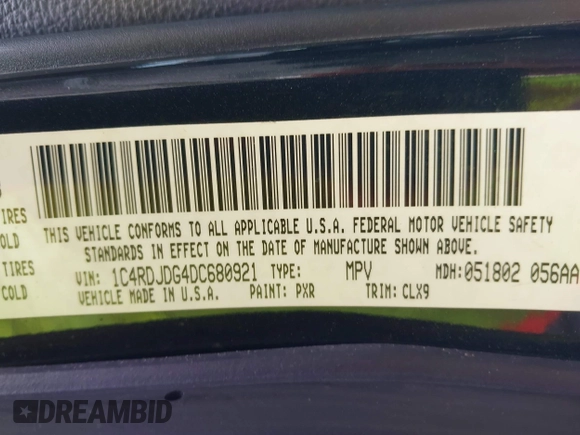 TIRES
COLD
TIRES
COLD
THIS VEHICLE CONFORMS TO ALL APPLICABLE U.S.A. FEDERAL MOTOR VEHICLE SAFETY
STANDARDS IN EFFECT ON THE DATE OF MANUFACTURE SHOWN ABOVE.
VIN: 1C4RDJDG4DC680921 TYPE: MPV MDH:051802 056AA
VEHICLE MADE IN U.S.A. PAINT: PXR TRIM: CLX9
DREAMBID